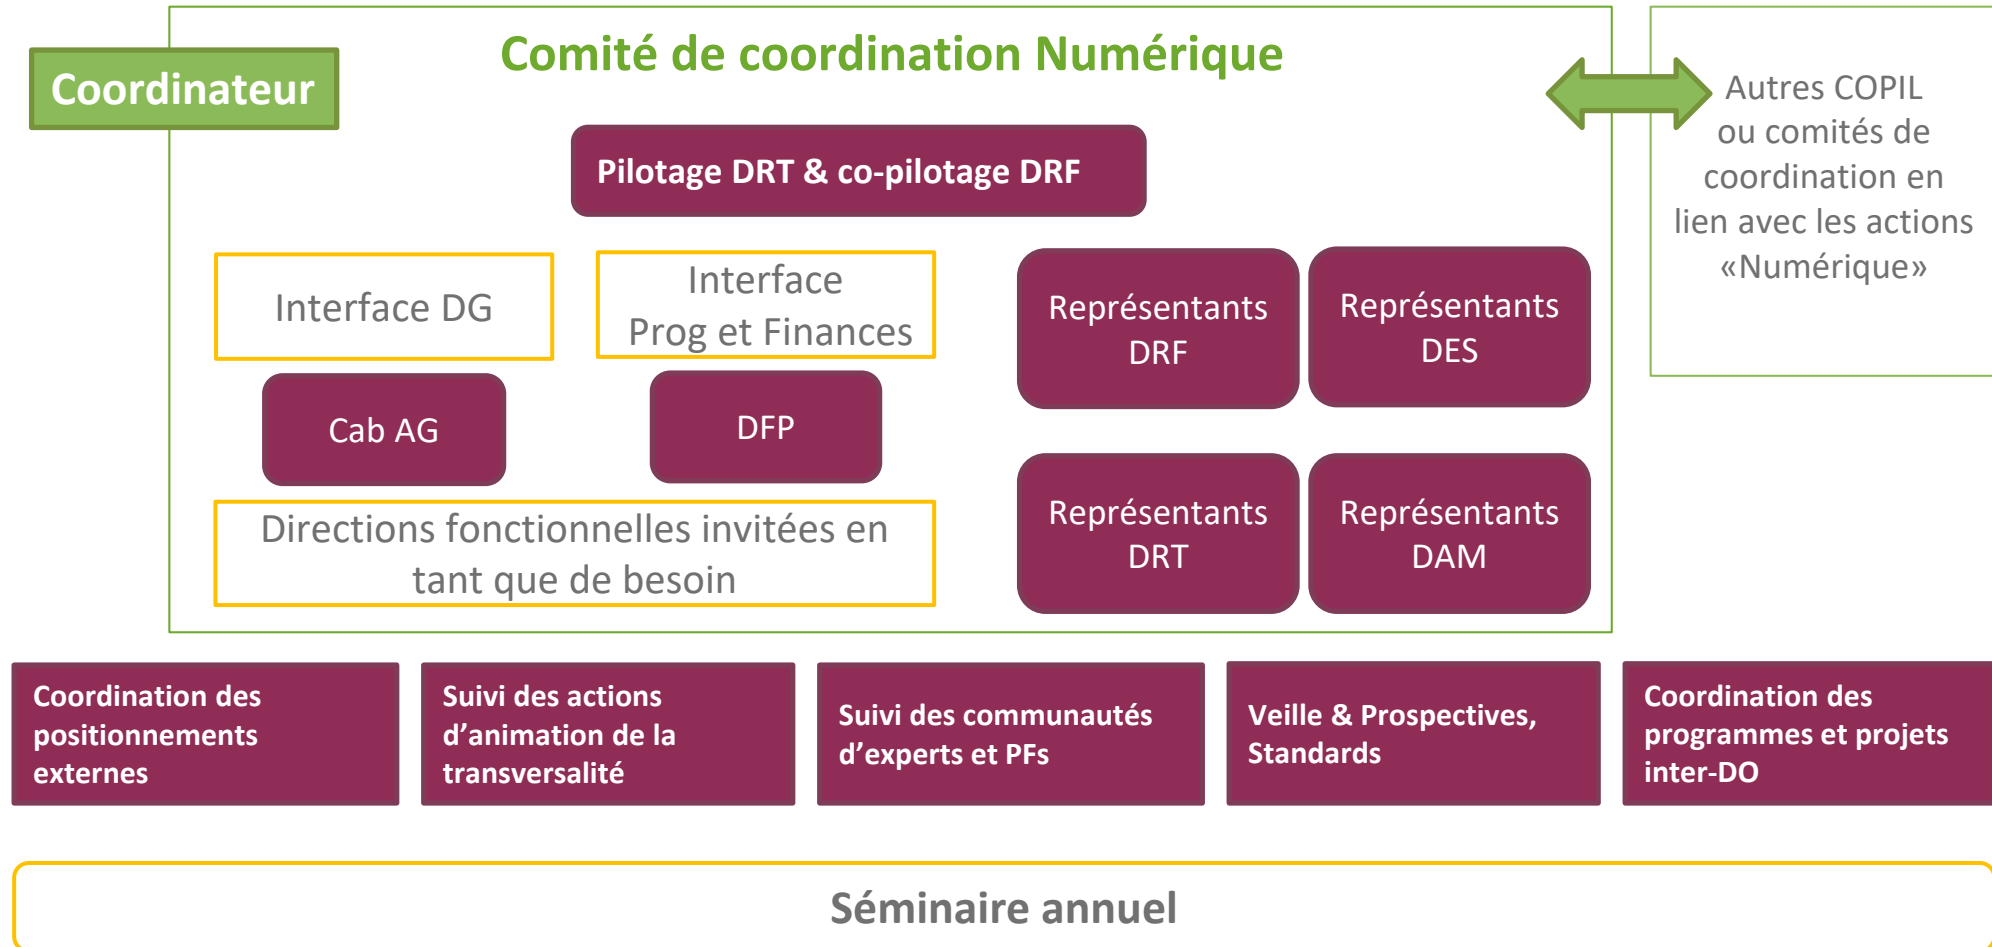 Comité de coordination Numérique
Coordinateur
Autres COPIL
ou comités de
coordination en
lien avec les actions
«Numérique»
Pilotage DRT & co-pilotage DRF
Interface DG
Interface
Prog et Finances
Cab AG
DFP
Directions fonctionnelles invitées en
tant que de besoin
Représentants
DRF
Représentants
DES
Représentants
DRT
Représentants
DAM
Coordination des
positionnements
externes
Suivi des actions
d’animation de la
transversalité
Suivi des communautés
d’experts et PFs
Veille & Prospectives,
Standards
Coordination des
programmes et projets
inter-DO
Séminaire annuel